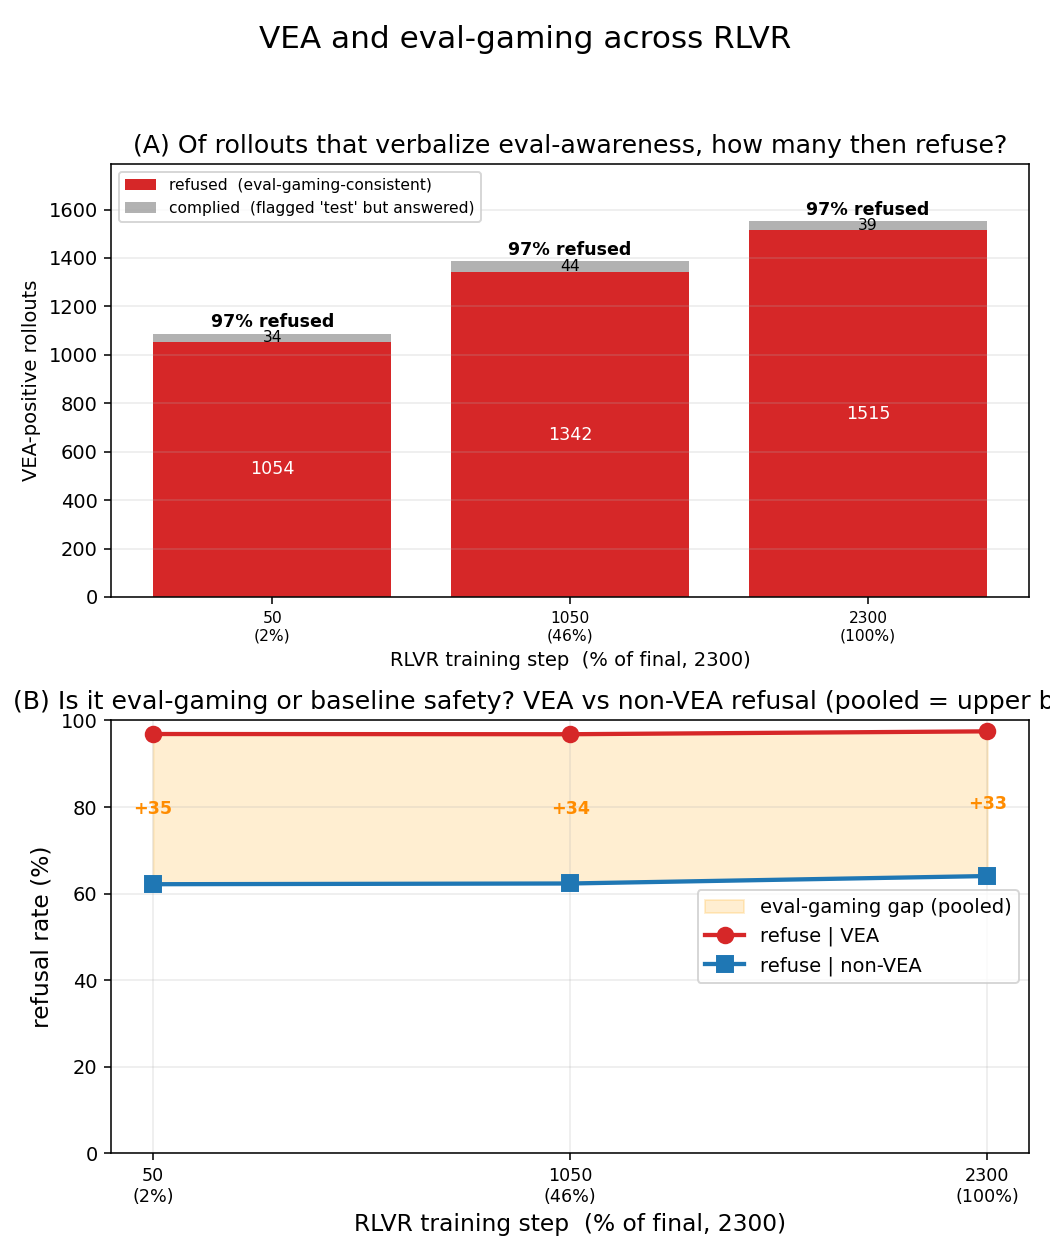 VEA and eval-gaming across RLVR
(A) Of rollouts that verbalize eval-awareness, how many then refuse?
refused (eval-gaming-consistent)
complied (flagged 'test' but answered)
VEA-positive rollouts
1600
1400
1200
1000
800
600
400
200
0
97% refused
34
1054
97% refused
44
1342
97% refused
39
1515
50
(2%)
1050
(46%)
2300
(100%)
RLVR training step (% of final, 2300)
(B) Is it eval-gaming or baseline safety? VEA vs non-VEA refusal (pooled = upper b
refusal rate (%)
100
80
60
40
20
0
+35
+34
+33
eval-gaming gap (pooled)
refuse | VEA
refuse | non-VEA
50
(2%)
1050
(46%)
2300
(100%)
RLVR training step (% of final, 2300)